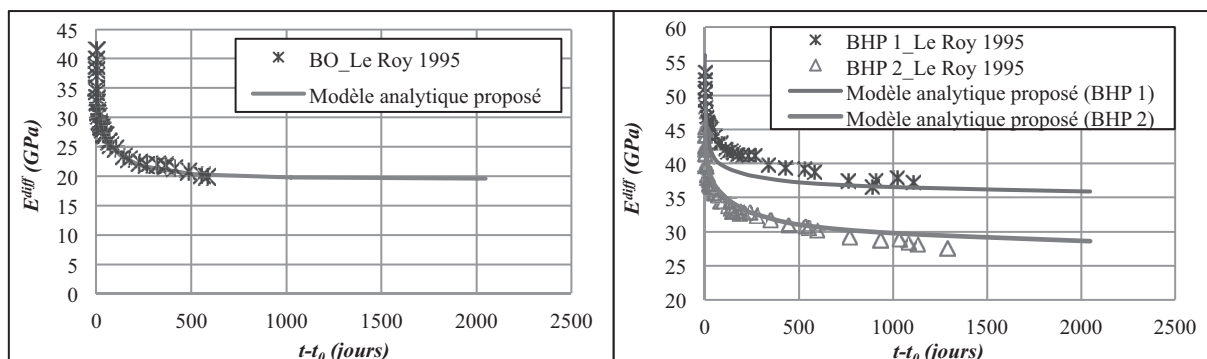 45
40
35
30
25
20
15
10
5
0
E^diff (GPa)
BO_Le Roy 1995
Modèle analytique proposé
0 500 1000 1500 2000 2500
t-t₀ (jours)
60
55
50
45
40
35
30
25
20
E^diff (GPa)
BHP 1_Le Roy 1995
BHP 2_Le Roy 1995
Modèle analytique proposé (BHP 1)
Modèle analytique proposé (BHP 2)
0 500 1000 1500 2000 2500
t-t₀ (jours)